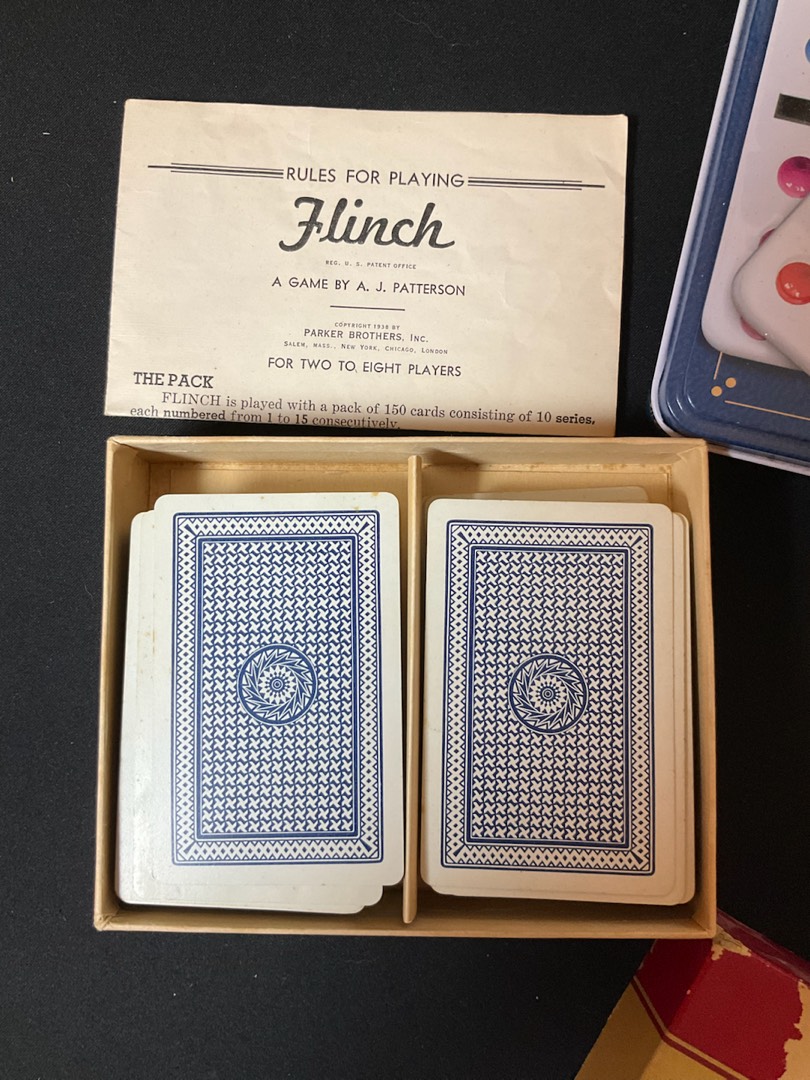 RULES FOR PLAYING
Flinch
REG. U. S. PATENT OFFICE
A GAME BY A. J. PATTERSON
COPYRIGHT 1938 BY
PARKER BROTHERS, INC.
SALEM, MASS., NEW YORK, CHICAGO, LONDON
FOR TWO TO EIGHT PLAYERS
THE PACK
FLINCH is played with a pack of 150 cards consisting of 10 series,
each numbered from 1 to 15 consecutively.